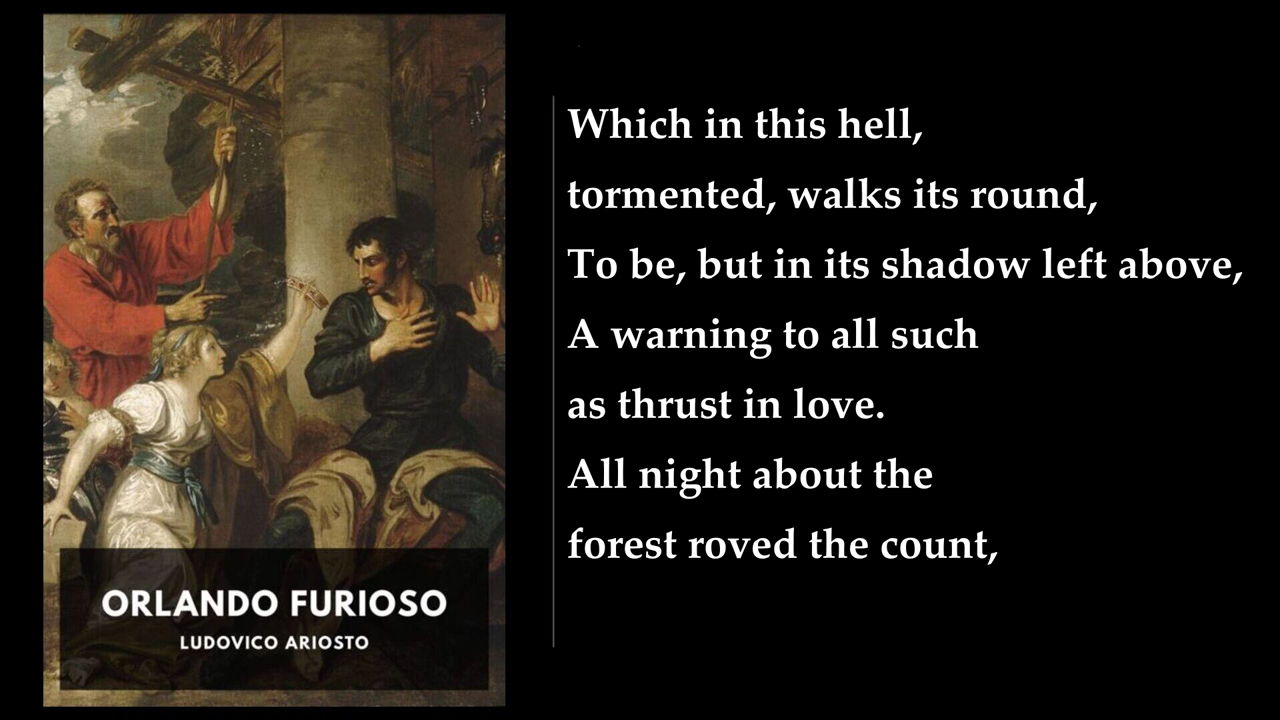 ORLANDO FURIOSO
LUDOVICO ARIOSTO
Which in this hell,
tormented, walks its round,
To be, but in its shadow left above,
A warning to all such
as thrust in love.
All night about the
forest roved the count,